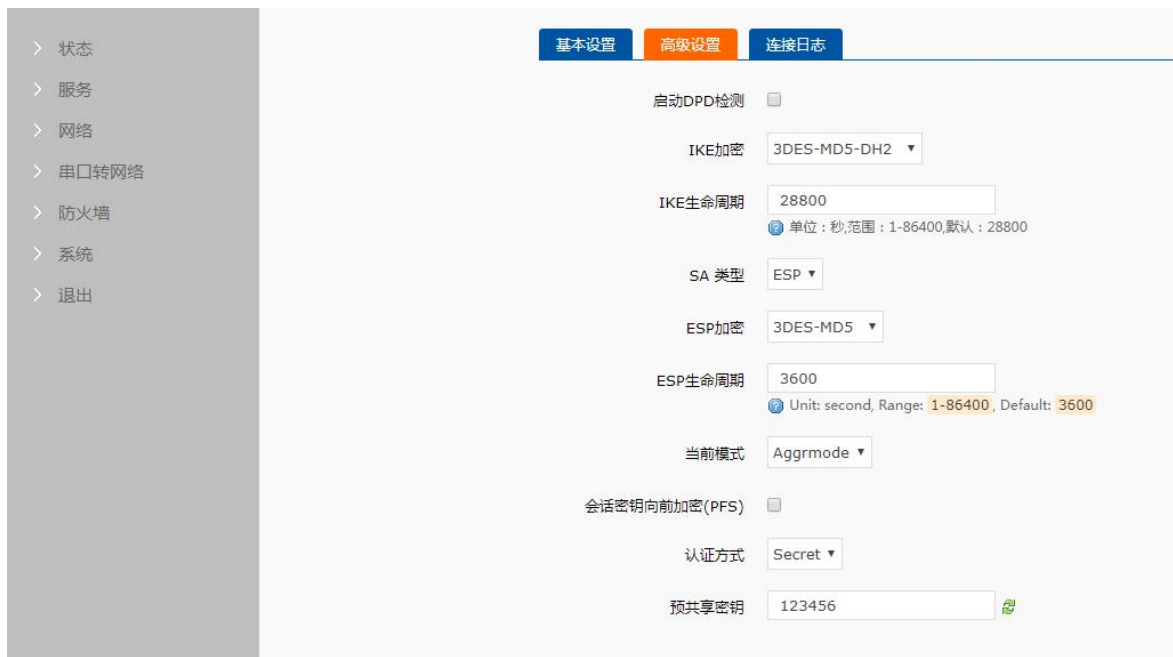 状态
服务
网络
串口转网络
防火墙
系统
退出
基本设置 高级设置 连接日志
启动DPD检测
IKE加密 3DES-MD5-DH2
IKE生命周期 28800
单位：秒,范围：1-86400,默认：28800
SA 类型 ESP
ESP加密 3DES-MD5
ESP生命周期 3600
Unit: second, Range: 1-86400, Default: 3600
当前模式 Aggrmode
会话密钥向前加密(PFS)
认证方式 Secret
预共享密钥 123456